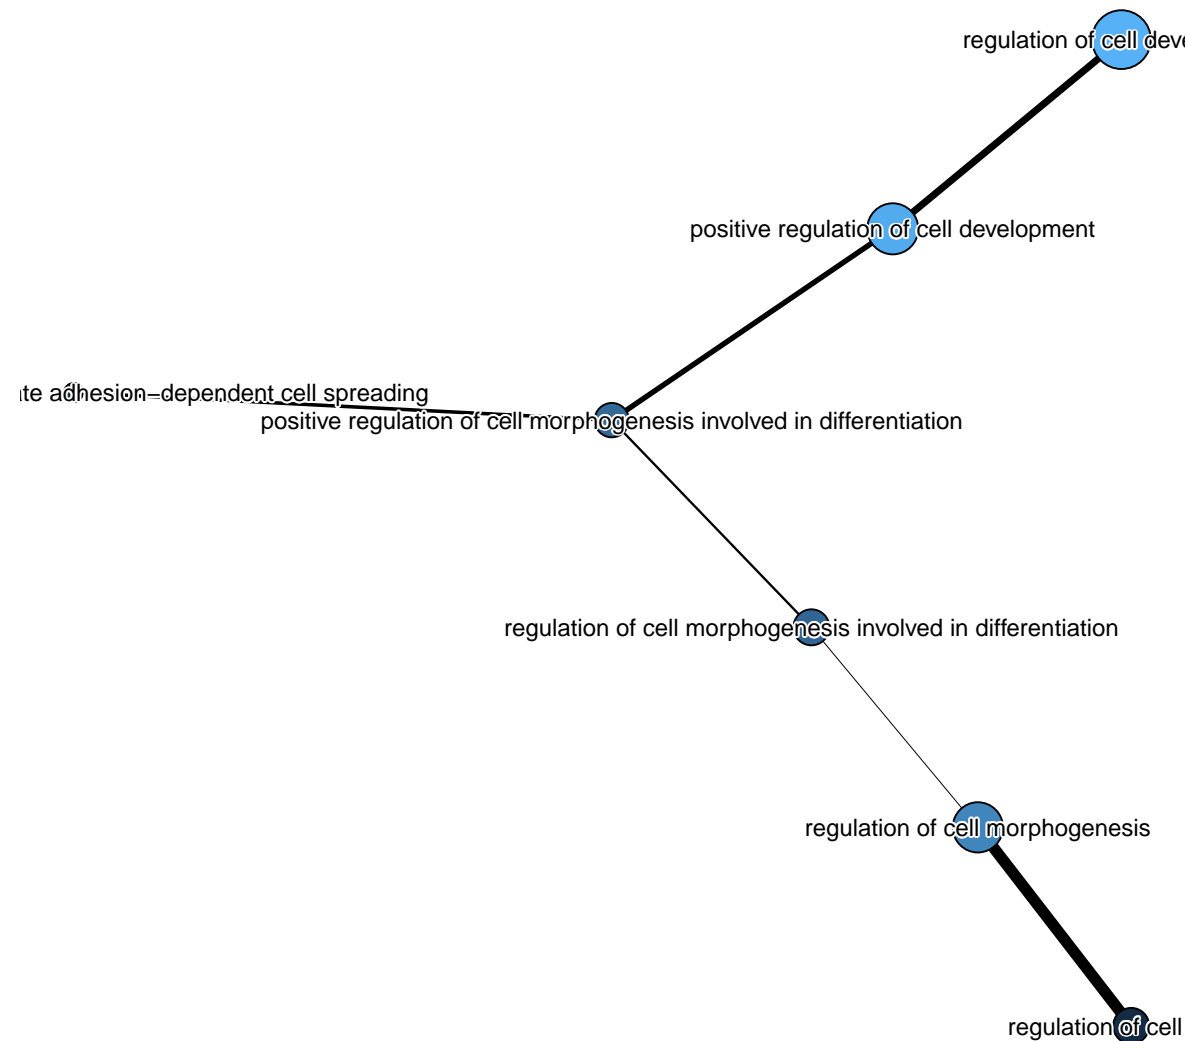 regulation of cell deve
positive regulation of cell development
te adhesion−dependent cell spreading
positive regulation of cell morphogenesis involved in differentiation
regulation of cell morphogenesis involved in differentiation
regulation of cell morphogenesis
regulation of cell